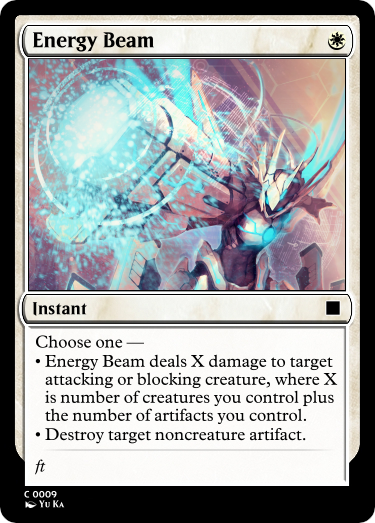 Energy Beam
Instant
Choose one —
• Energy Beam deals X damage to target
attacking or blocking creature, where X
is number of creatures you control plus
the number of artifacts you control.
• Destroy target noncreature artifact.
ft
C 0009
Yu Ka